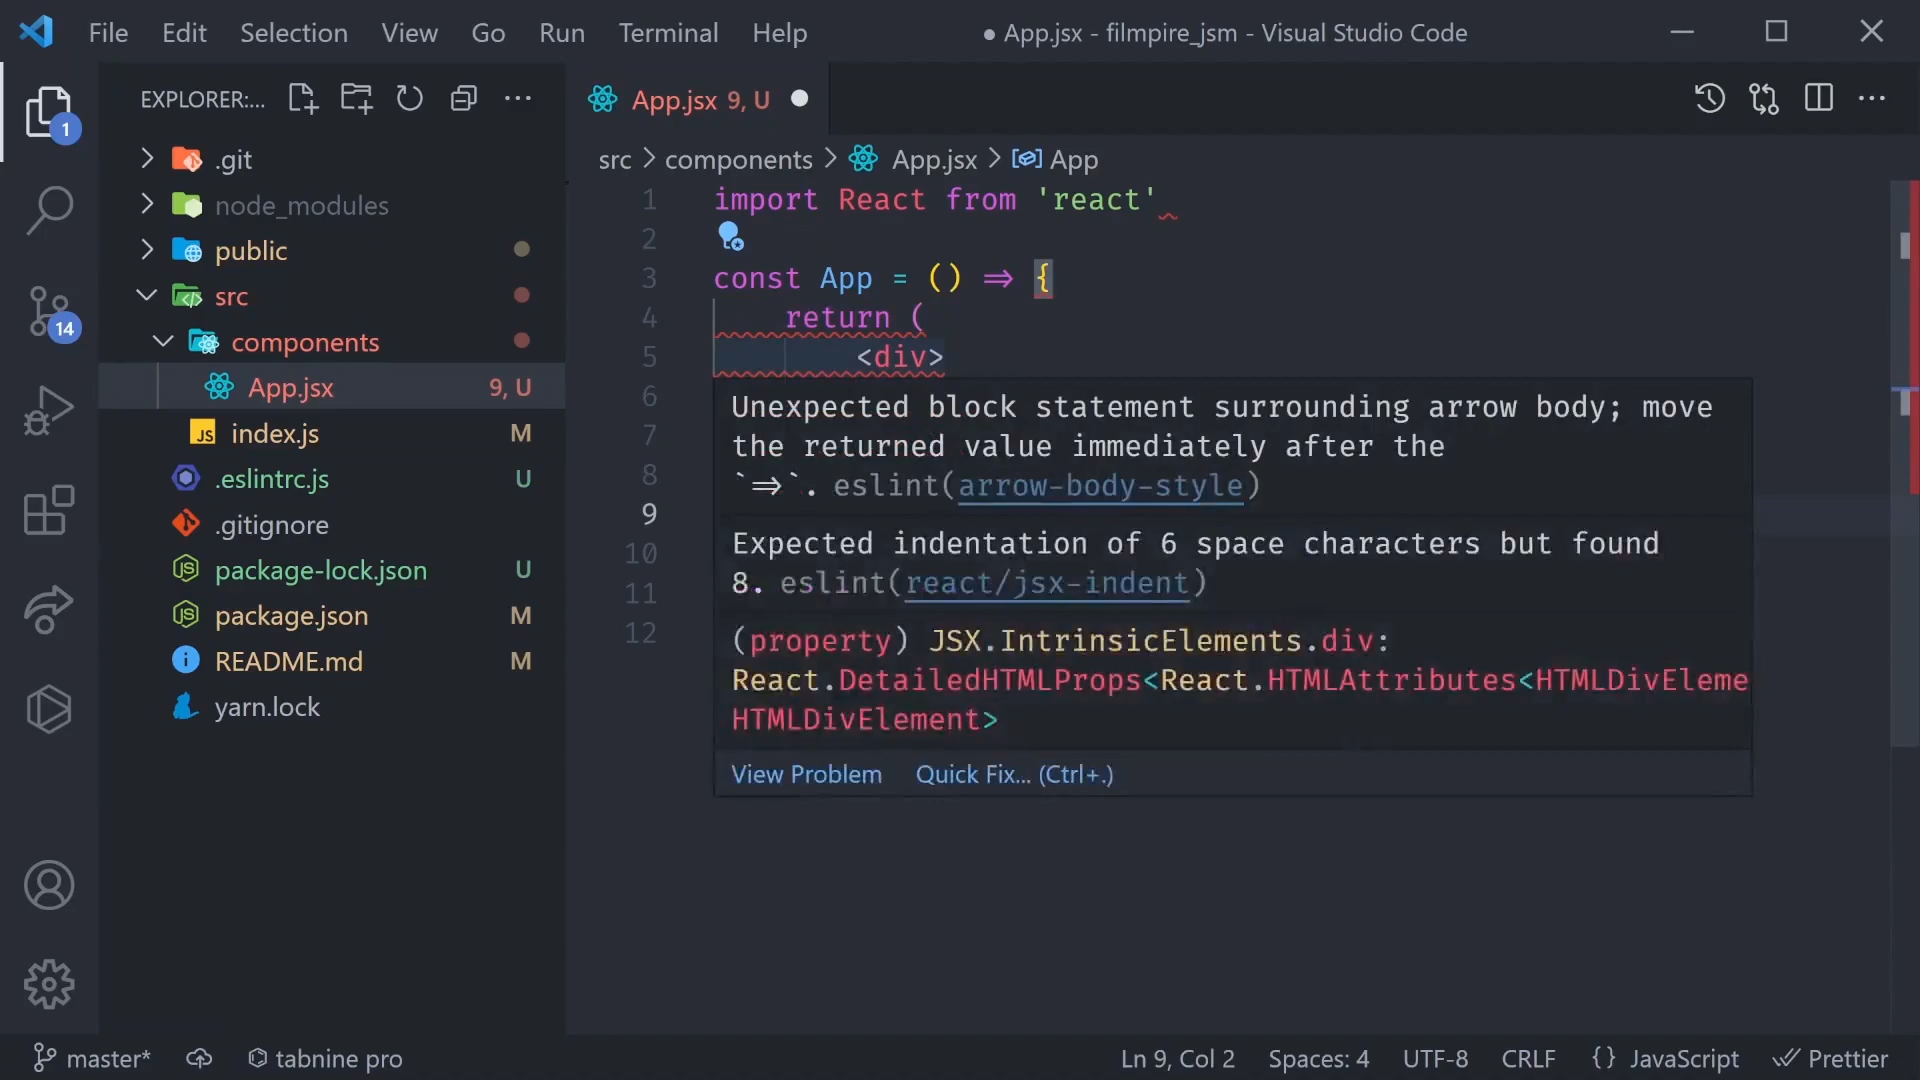 File Edit Selection View Go Run Terminal Help
● App.jsx - filmpire_jsm - Visual Studio Code
EXPLORER:...
App.jsx 9, U
1
14
.git
node_modules
public
src
components
App.jsx 9, U
index.js M
.eslintrc.js U
.gitignore
package-lock.json U
package.json M
README.md M
yarn.lock
src > components > App.jsx > App
1 import React from 'react'
2
3 const App = () => {
4 return (
5 <div>
6
7
8
9
10
11
12
Unexpected block statement surrounding arrow body; move
the returned value immediately after the
`=>`. eslint(arrow-body-style)
Expected indentation of 6 space characters but found
8. eslint(react/jsx-indent)
(property) JSX.IntrinsicElements.div:
React.DetailedHTMLProps<React.HTMLAttributes<HTMLDivEleme
HTMLDivElement>
View Problem Quick Fix... (Ctrl+.)
master* tabnine pro Ln 9, Col 2 Spaces: 4 UTF-8 CRLF {} JavaScript Prettier